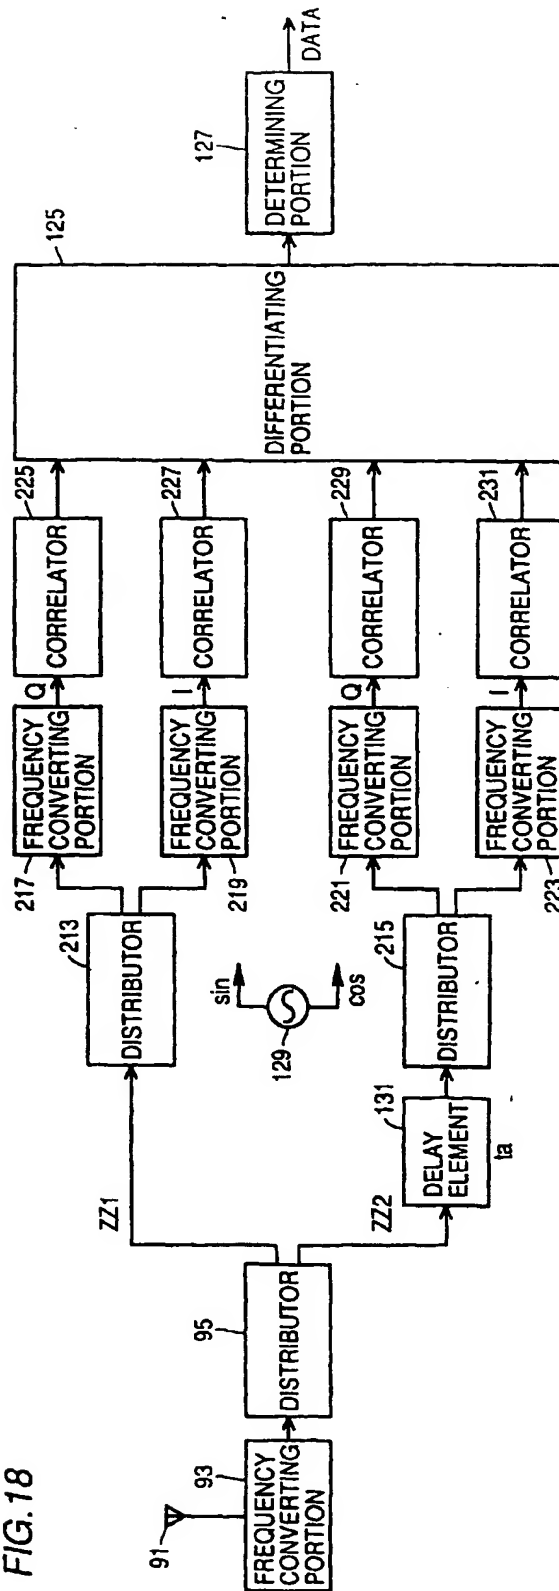 FIG.18
91
93
FREQUENCY
CONVERTING
PORTION
95
DISTRIBUTOR
ZZ1
ZZ2
131
DELAY
ELEMENT
ta
213
DISTRIBUTOR
sin
129
cos
215
DISTRIBUTOR
217
FREQUENCY
CONVERTING
PORTION
219
FREQUENCY
CONVERTING
PORTION
221
FREQUENCY
CONVERTING
PORTION
223
FREQUENCY
CONVERTING
PORTION
Q
I
Q
I
225
CORRELATOR
227
CORRELATOR
229
CORRELATOR
231
CORRELATOR
125
DIFFERENTIATING
PORTION
127
DETERMINING
PORTION
DATA